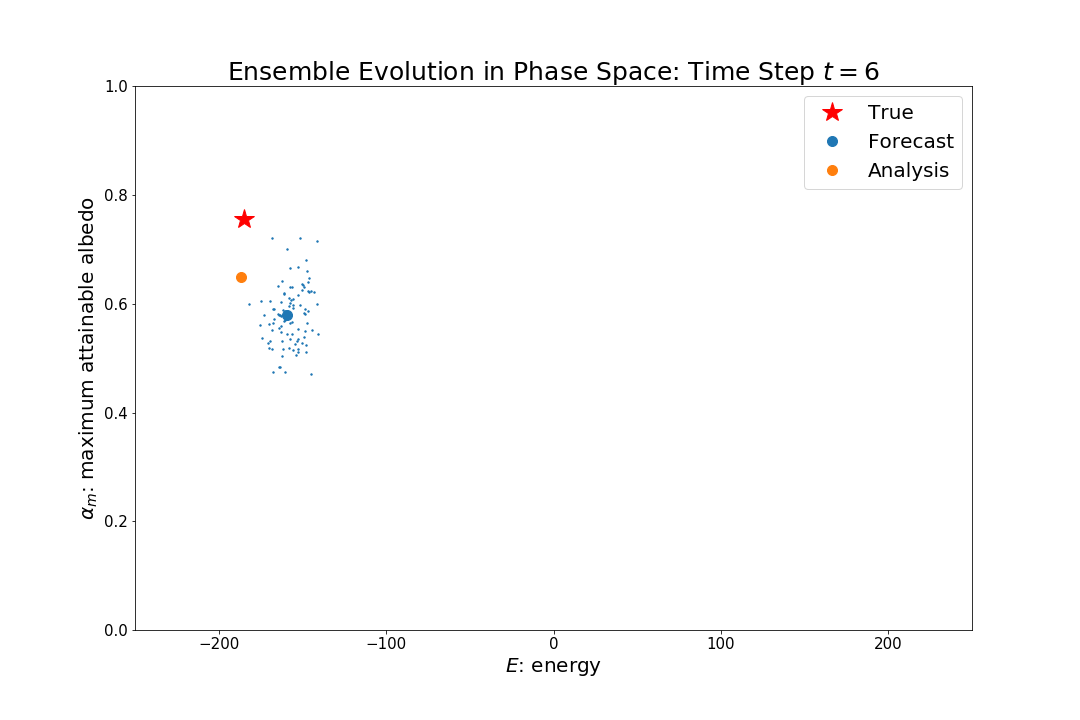 Ensemble Evolution in Phase Space: Time Step t = 6
True
Forecast
Analysis
α_m: maximum attainable albedo
1.0
0.8
0.6
0.4
0.2
0.0
−200
−100
0
100
200
E: energy